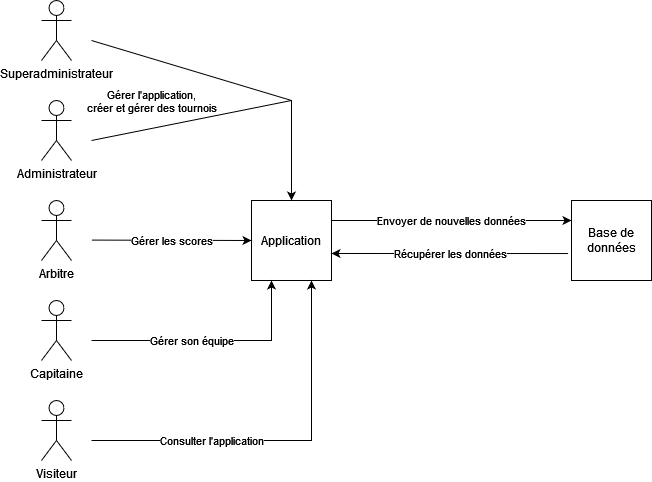 Superadministrateur
Gérer l'application,
créer et gérer des tournois
Administrateur
Arbitre
Gérer les scores
Application
Envoyer de nouvelles données
Récupérer les données
Base de
données
Capitaine
Gérer son équipe
Visiteur
Consulter l'application